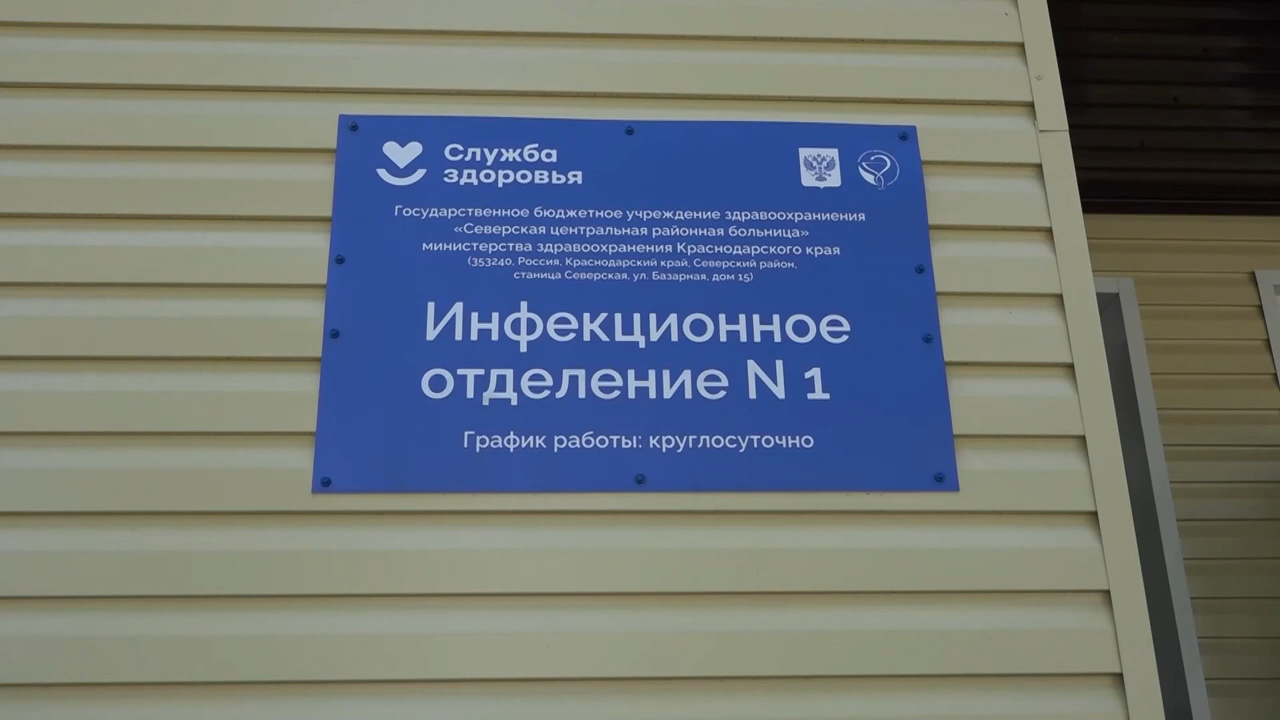 Служба
здоровья
Государственное бюджетное учреждение здравоохраниения
«Северская центральная районная больница»
министерства здравоохранения Краснодарского края
(353240, Россия, Краснодарский край, Северский район,
станица Северская, ул. Базарная, дом 15)
Инфекционное
отделение N 1
График работы: круглосуточно